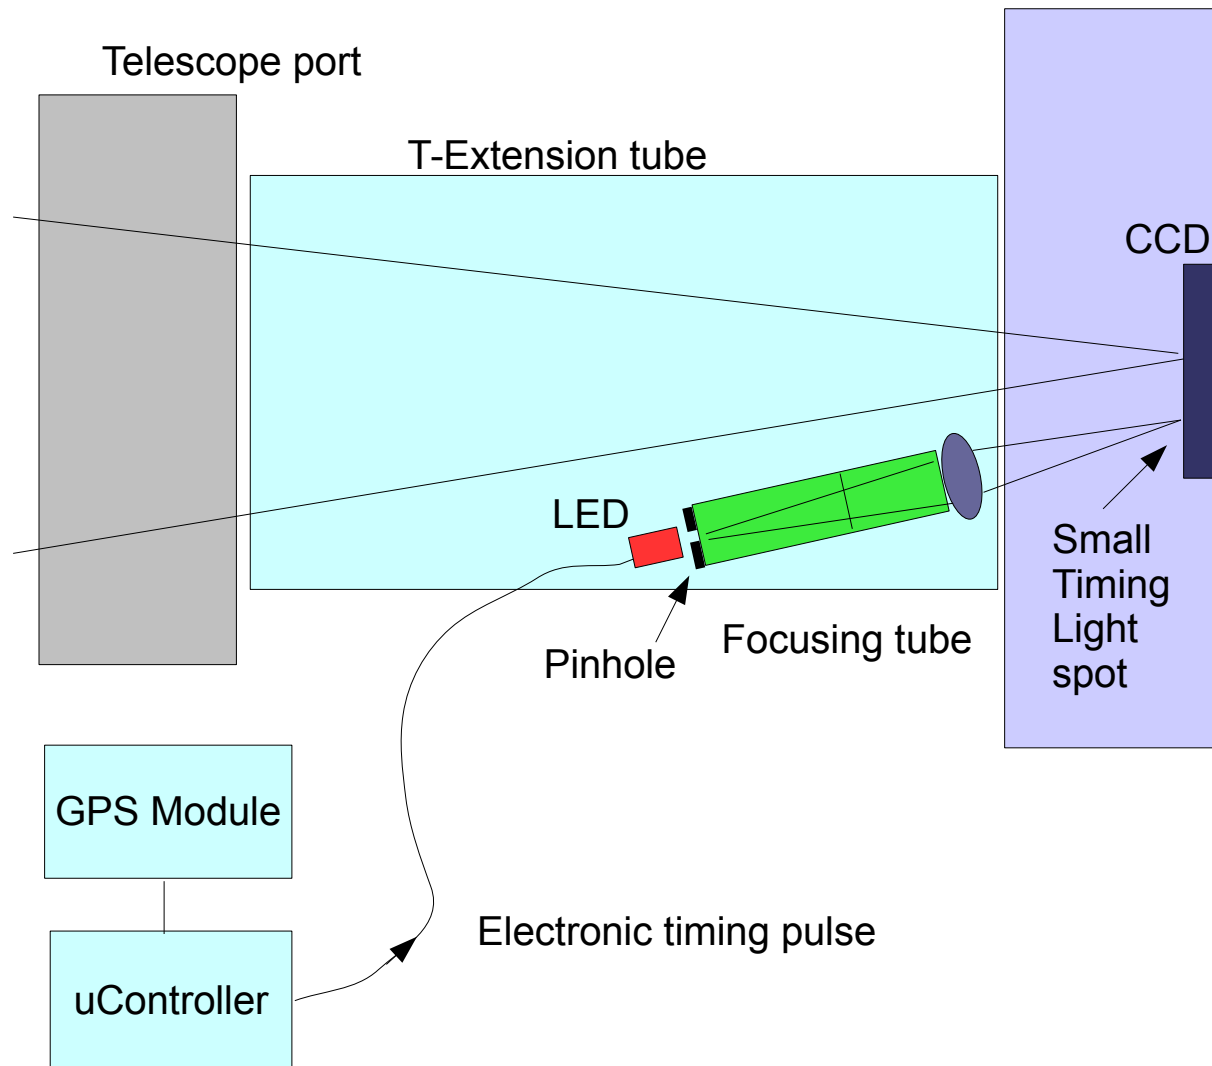 Telescope port
T-Extension tube
CCD
LED
Small
Timing
Light
spot
Focusing tube
Pinhole
GPS Module
Electronic timing pulse
uController